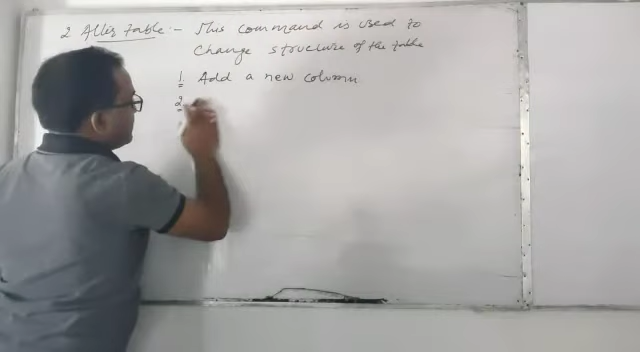 2 Alter table :- This command is used to
change structure of the table
1. Add a new column
2